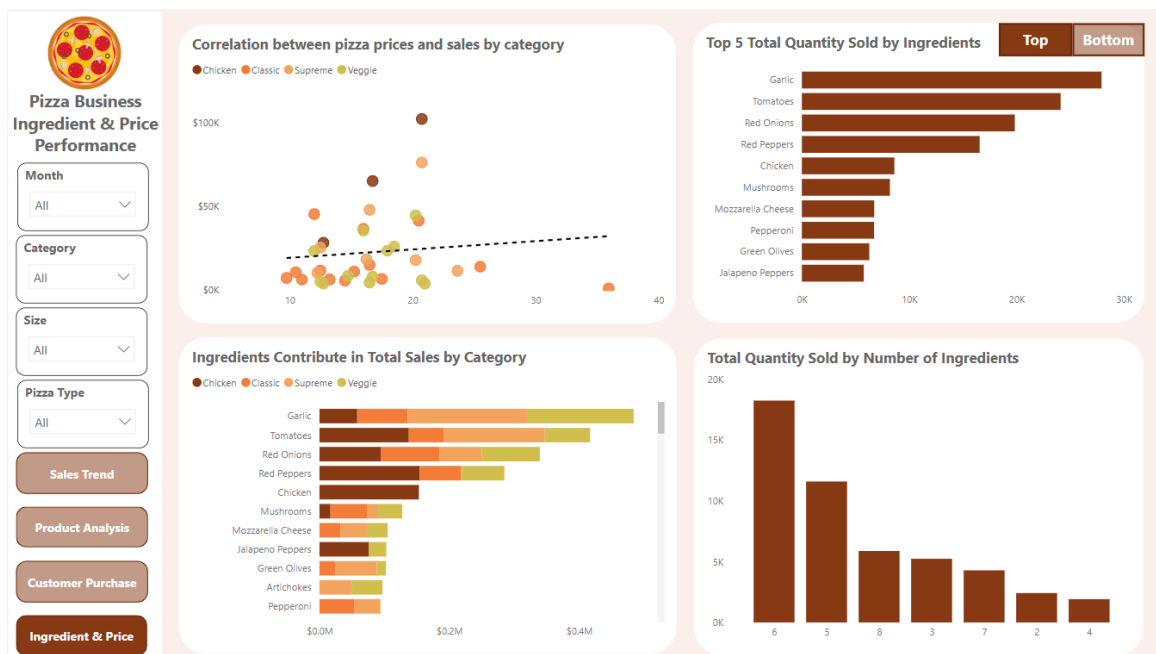 Pizza Business
Ingredient & Price
Performance
Month
All
Category
All
Size
All
Pizza Type
All
Sales Trend
Product Analysis
Customer Purchase
Ingredient & Price
Correlation between pizza prices and sales by category
Chicken Classic Supreme Veggie
$100K
$50K
$0K
10 20 30 40
Top 5 Total Quantity Sold by Ingredients
Top Bottom
Garlic
Tomatoes
Red Onions
Red Peppers
Chicken
Mushrooms
Mozzarella Cheese
Pepperoni
Green Olives
Jalapeno Peppers
0K 10K 20K 30K
Ingredients Contribute in Total Sales by Category
Chicken Classic Supreme Veggie
Garlic
Tomatoes
Red Onions
Red Peppers
Chicken
Mushrooms
Mozzarella Cheese
Jalapeno Peppers
Green Olives
Artichokes
Pepperoni
$0.0M $0.2M $0.4M
Total Quantity Sold by Number of Ingredients
20K
15K
10K
5K
0K
6 5 8 3 7 2 4